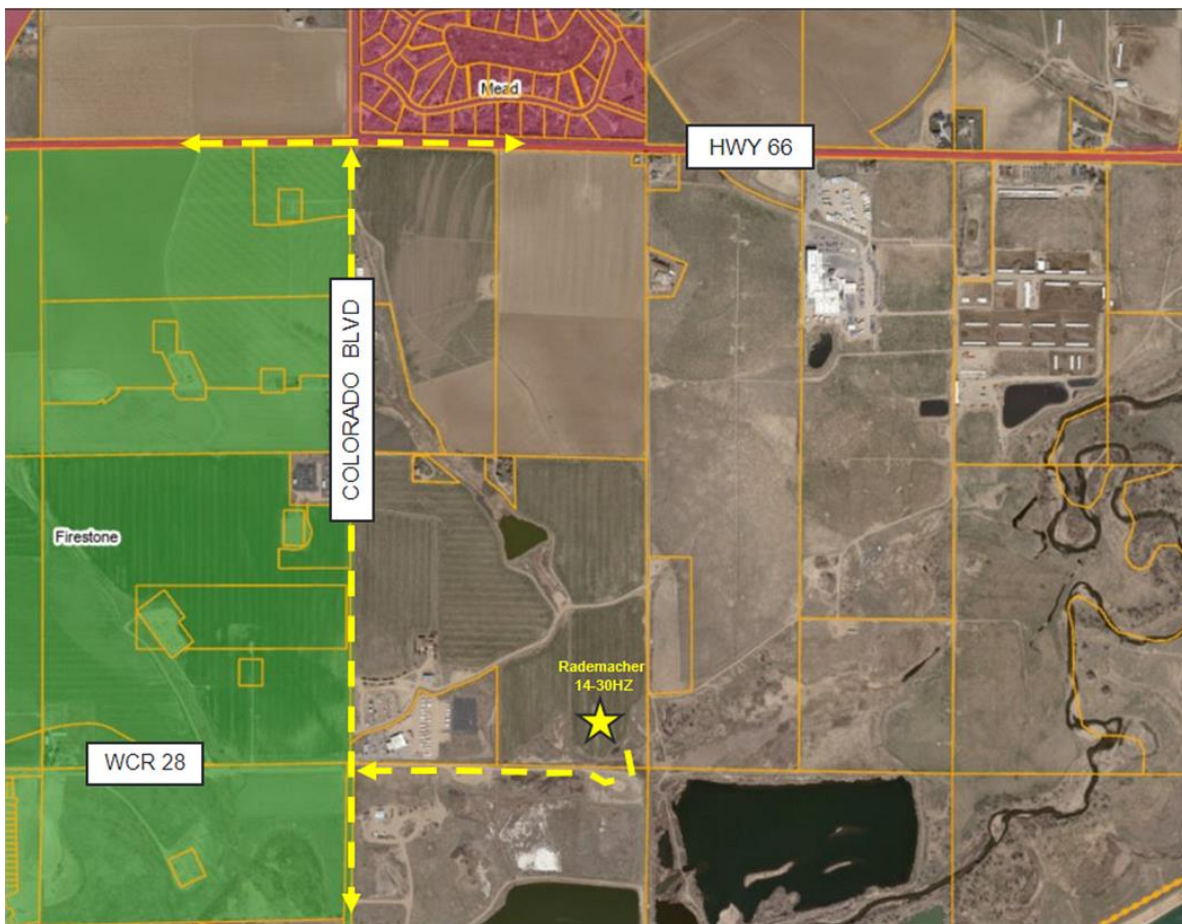 Mead
HWY 66
COLORADO BLVD
Firestone
Rademacher
14-30HZ
WCR 28